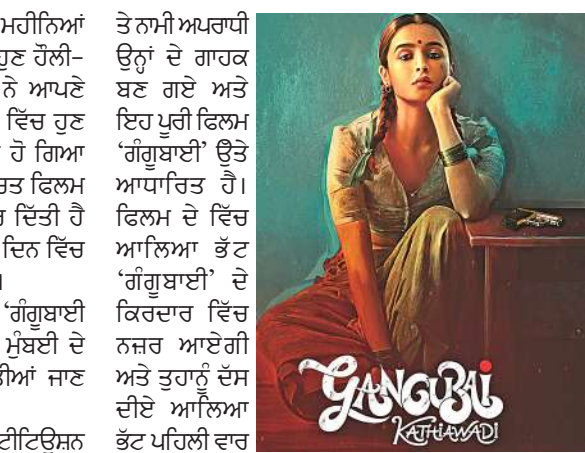 ਮਹੀਨਿਆਂ
ਹੁਣ ਹੌਲੀ-
ਨੇ ਆਪਣੇ
ਵਿੱਚ ਹੁਣ
ਹੋ ਗਿਆ
ਫਿਲਮ
ਦਿੱਤੀ ਹੈ
ਦਿਨ ਵਿੱਚ
‘ਗੰਗੂਬਾਈ
ਮੁੰਬਈ ਦੇ
ਜਾਣ
ਤੇ ਨਾਮੀ ਅਪਰਾਧੀ
ਉਨ੍ਹਾਂ ਦੇ ਗਾਹਕ
ਬਣ ਗਏ ਅਤੇ
ਇਹ ਪੂਰੀ ਫਿਲਮ
‘ਗੰਗੂਬਾਈ’ ਉਤੇ
ਆਧਾਰਿਤ ਹੈ।
ਫਿਲਮ ਦੇ ਵਿੱਚ
ਆਲਿਆ ਭੱਟ
‘ਗੰਗੂਬਾਈ’ ਦੇ
ਕਿਰਦਾਰ ਵਿੱਚ
ਨਜ਼ਰ ਆਏਗੀ
ਅਤੇ ਤੁਹਾਨੂੰ ਦੱਸ
ਦੀਏ ਆਲਿਆ
ਭੱਟ ਪਹਿਲੀ ਵਾਰ
GANGUBAI
KATHIAWADI